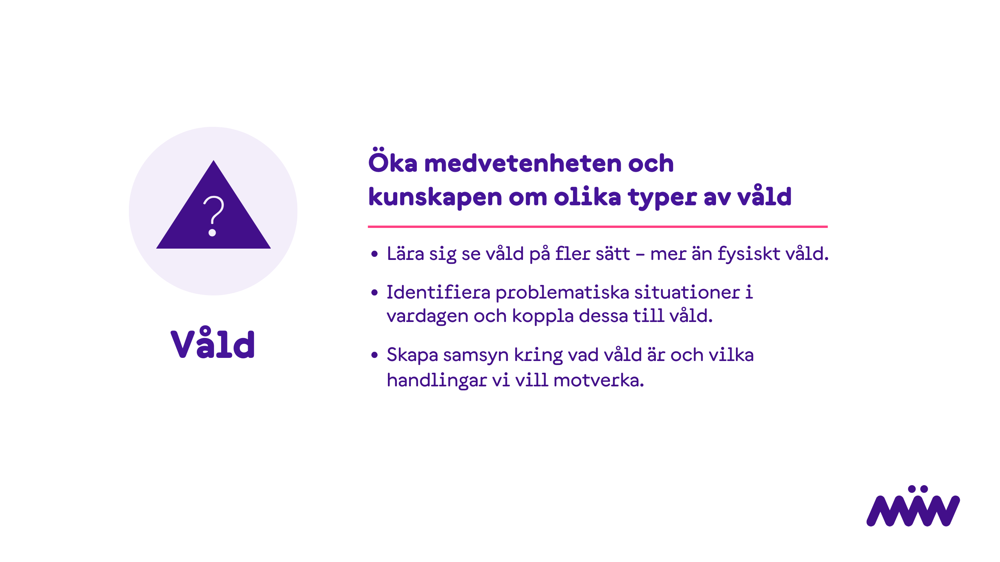 ?
Våld
Öka medvetenheten och
kunskapen om olika typer av våld
• Lära sig se våld på fler sätt – mer än fysiskt våld.
• Identifiera problematiska situationer i
vardagen och koppla dessa till våld.
• Skapa samsyn kring vad våld är och vilka
handlingar vi vill motverka.
MÄN